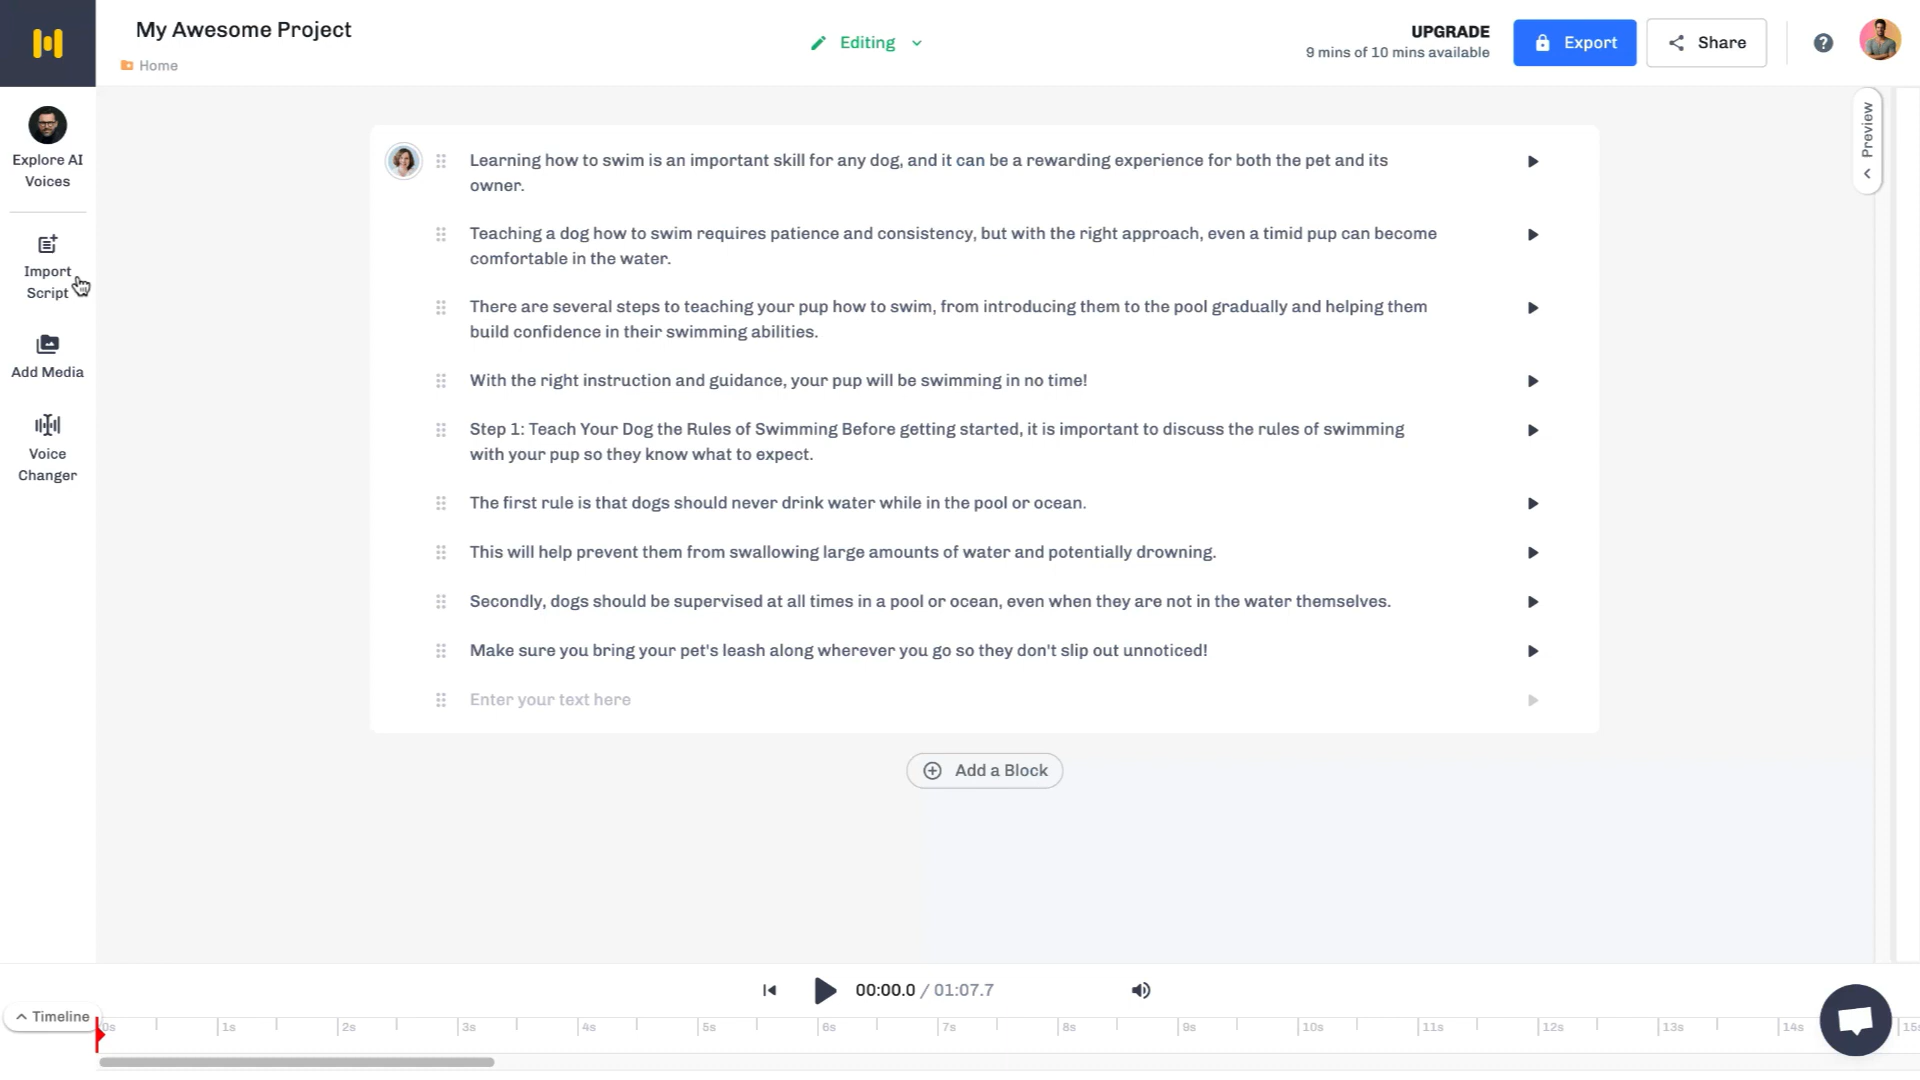 My Awesome Project
Home
Editing
UPGRADE
9 mins of 10 mins available
Export
Share
Explore AI
Voices
Import
Script
Add Media
Voice
Changer
Preview
Learning how to swim is an important skill for any dog, and it can be a rewarding experience for both the pet and its
owner.
Teaching a dog how to swim requires patience and consistency, but with the right approach, even a timid pup can become
comfortable in the water.
There are several steps to teaching your pup how to swim, from introducing them to the pool gradually and helping them
build confidence in their swimming abilities.
With the right instruction and guidance, your pup will be swimming in no time!
Step 1: Teach Your Dog the Rules of Swimming Before getting started, it is important to discuss the rules of swimming
with your pup so they know what to expect.
The first rule is that dogs should never drink water while in the pool or ocean.
This will help prevent them from swallowing large amounts of water and potentially drowning.
Secondly, dogs should be supervised at all times in a pool or ocean, even when they are not in the water themselves.
Make sure you bring your pet's leash along wherever you go so they don't slip out unnoticed!
Enter your text here
Add a Block
00:00.0 / 01:07.7
Timeline
0s 1s 2s 3s 4s 5s 6s 7s 8s 9s 10s 11s 12s 13s 14s 15s